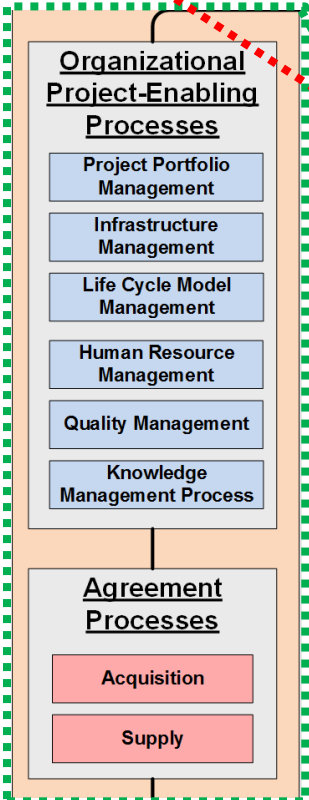 Organizational
Project-Enabling
Processes
Project Portfolio
Management
Infrastructure
Management
Life Cycle Model
Management
Human Resource
Management
Quality Management
Knowledge
Management Process
Agreement
Processes
Acquisition
Supply